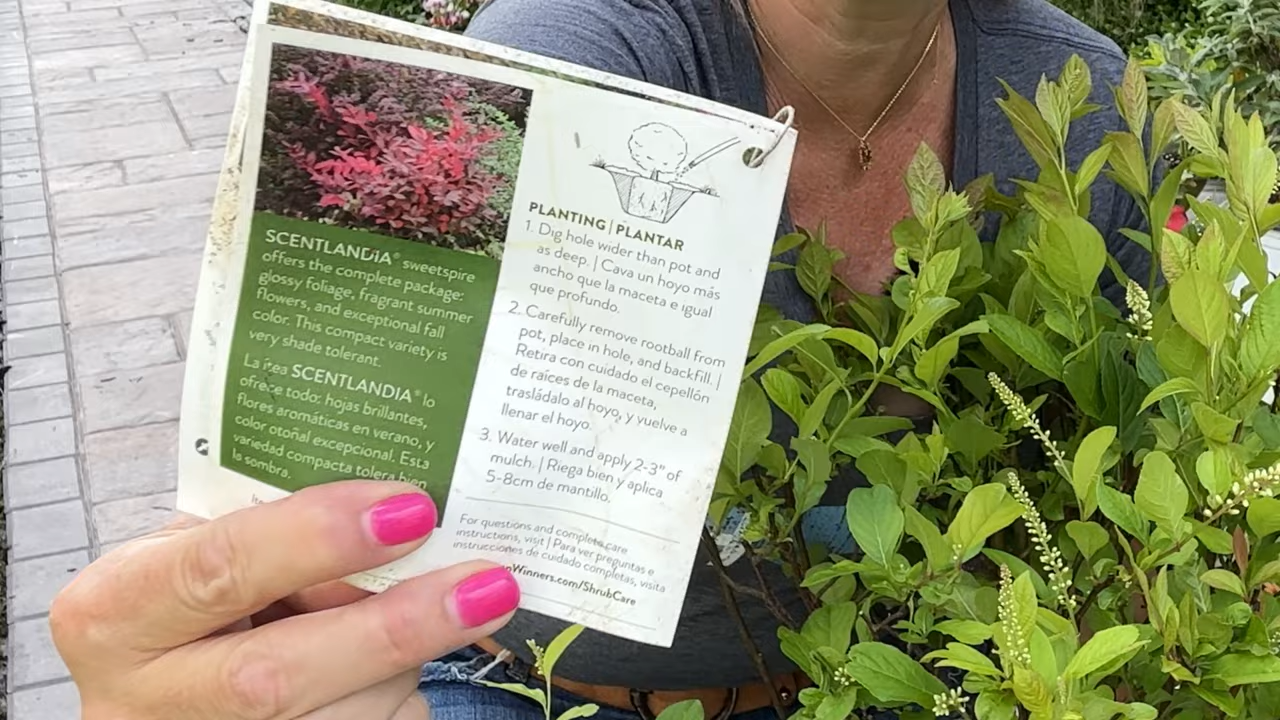 SCENTLANDIA® sweetspire
offers the complete package:
glossy foliage, fragrant summer
flowers, and exceptional fall
color. This compact variety is
very shade tolerant.
La itea SCENTLANDIA® lo
ofrece todo: hojas brillantes,
flores aromáticas en verano, y
color otoñal excepcional. Esta
variedad compacta tolera bien
la sombra.
PLANTING | PLANTAR
1. Dig hole wider than pot and
as deep. | Cava un hoyo más
ancho que la maceta e igual
que profundo.
2. Carefully remove rootball from
pot, place in hole, and backfill. |
Retira con cuidado el cepellón
de raíces de la maceta,
trasládalo al hoyo, y vuelve a
llenar el hoyo.
3. Water well and apply 2-3" of
mulch. | Riega bien y aplica
5-8cm de mantillo.
For questions and complete care
instructions, visit | Para ver preguntas e
instrucciones de cuidado completas, visita
Winners.com/ShrubCare